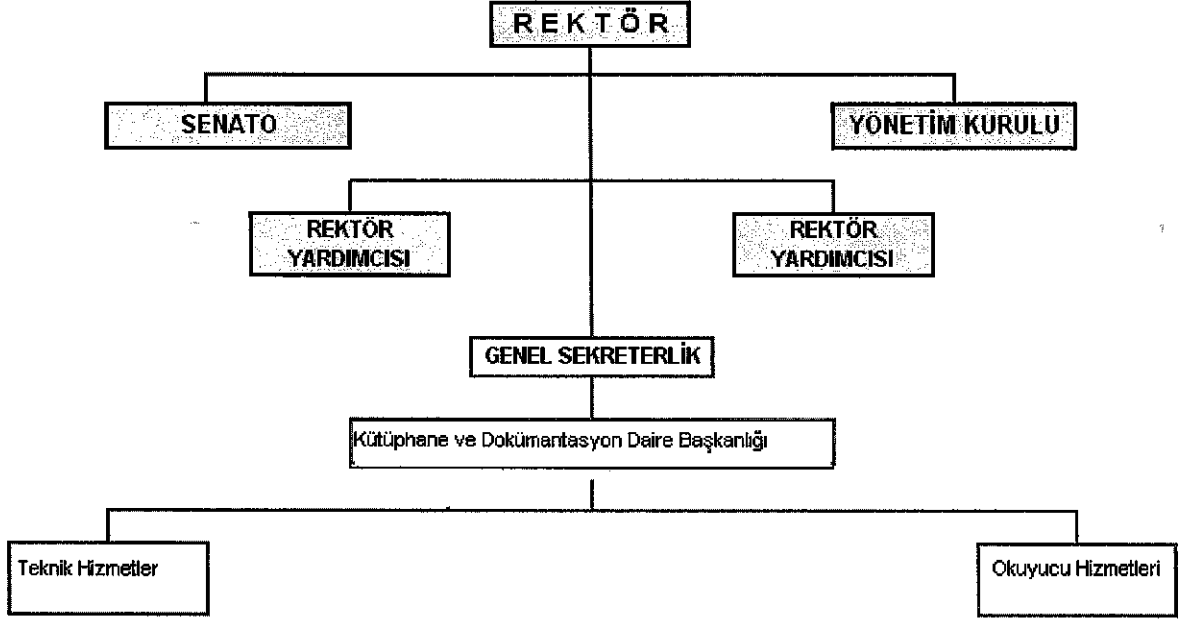 REKTÖR
SENATO
YÖNETİM KURULU
REKTÖR
YARDIMCISI
REKTÖR
YARDIMCISI
GENEL SEKRETERLİK
Kütüphane ve Dokümantasyon Daire Başkanlığı
Teknik Hizmetler
Okuyucu Hizmetleri